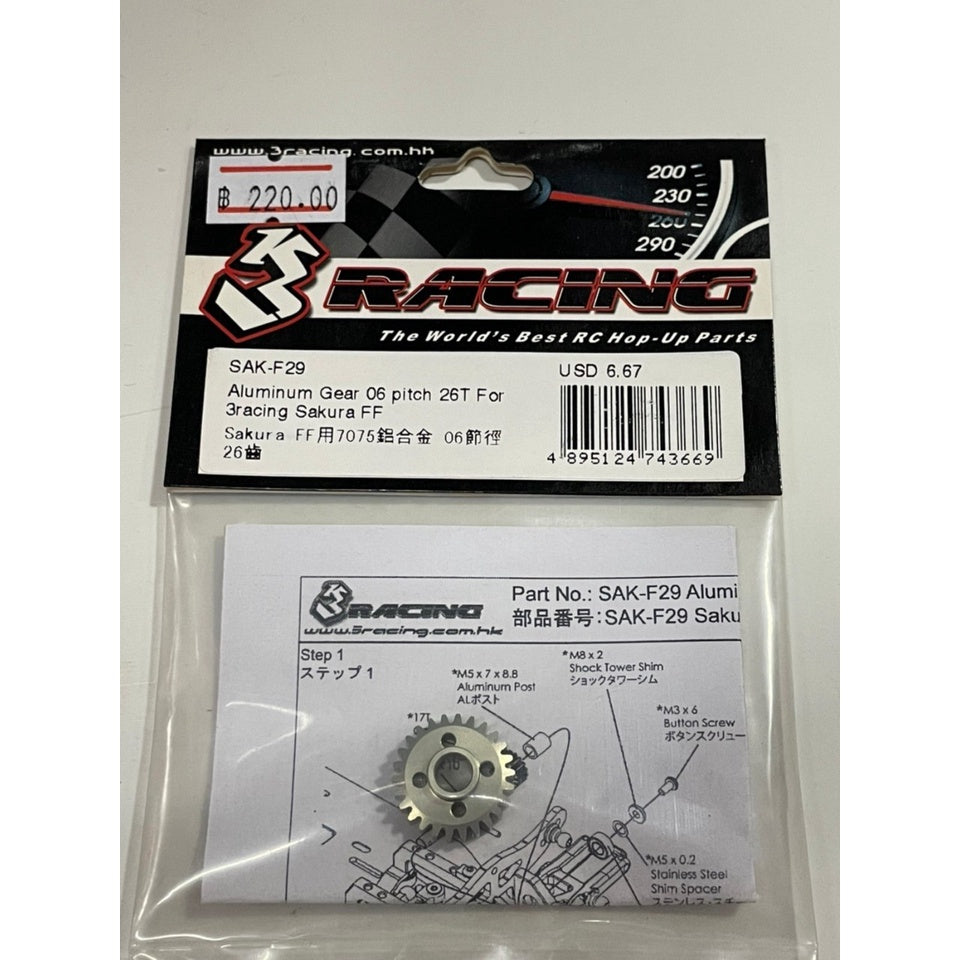 www.3racing.com.hk
฿ 220.00
200
230
260
290
3RACING
The World's Best RC Hop-Up Parts
SAK-F29
USD 6.67
Aluminum Gear 06 pitch 26T For
3racing Sakura FF
Sakura FF用7075鋁合金 06節徑
26齒
4 895124 743669
3RACING
www.3racing.com.hk
Part No.: SAK-F29 Alumi
部品番号:SAK-F29 Saku
Step 1
ステップ 1
*M8 x 2
Shock Tower Shim
ショックタワーシム
*M5 x 7 x 8.8
Aluminum Post
ALポスト
*M3 x 6
Button Screw
ボタンスクリュー
*17T
*M5 x 0.2
Stainless Steel
Shim Spacer